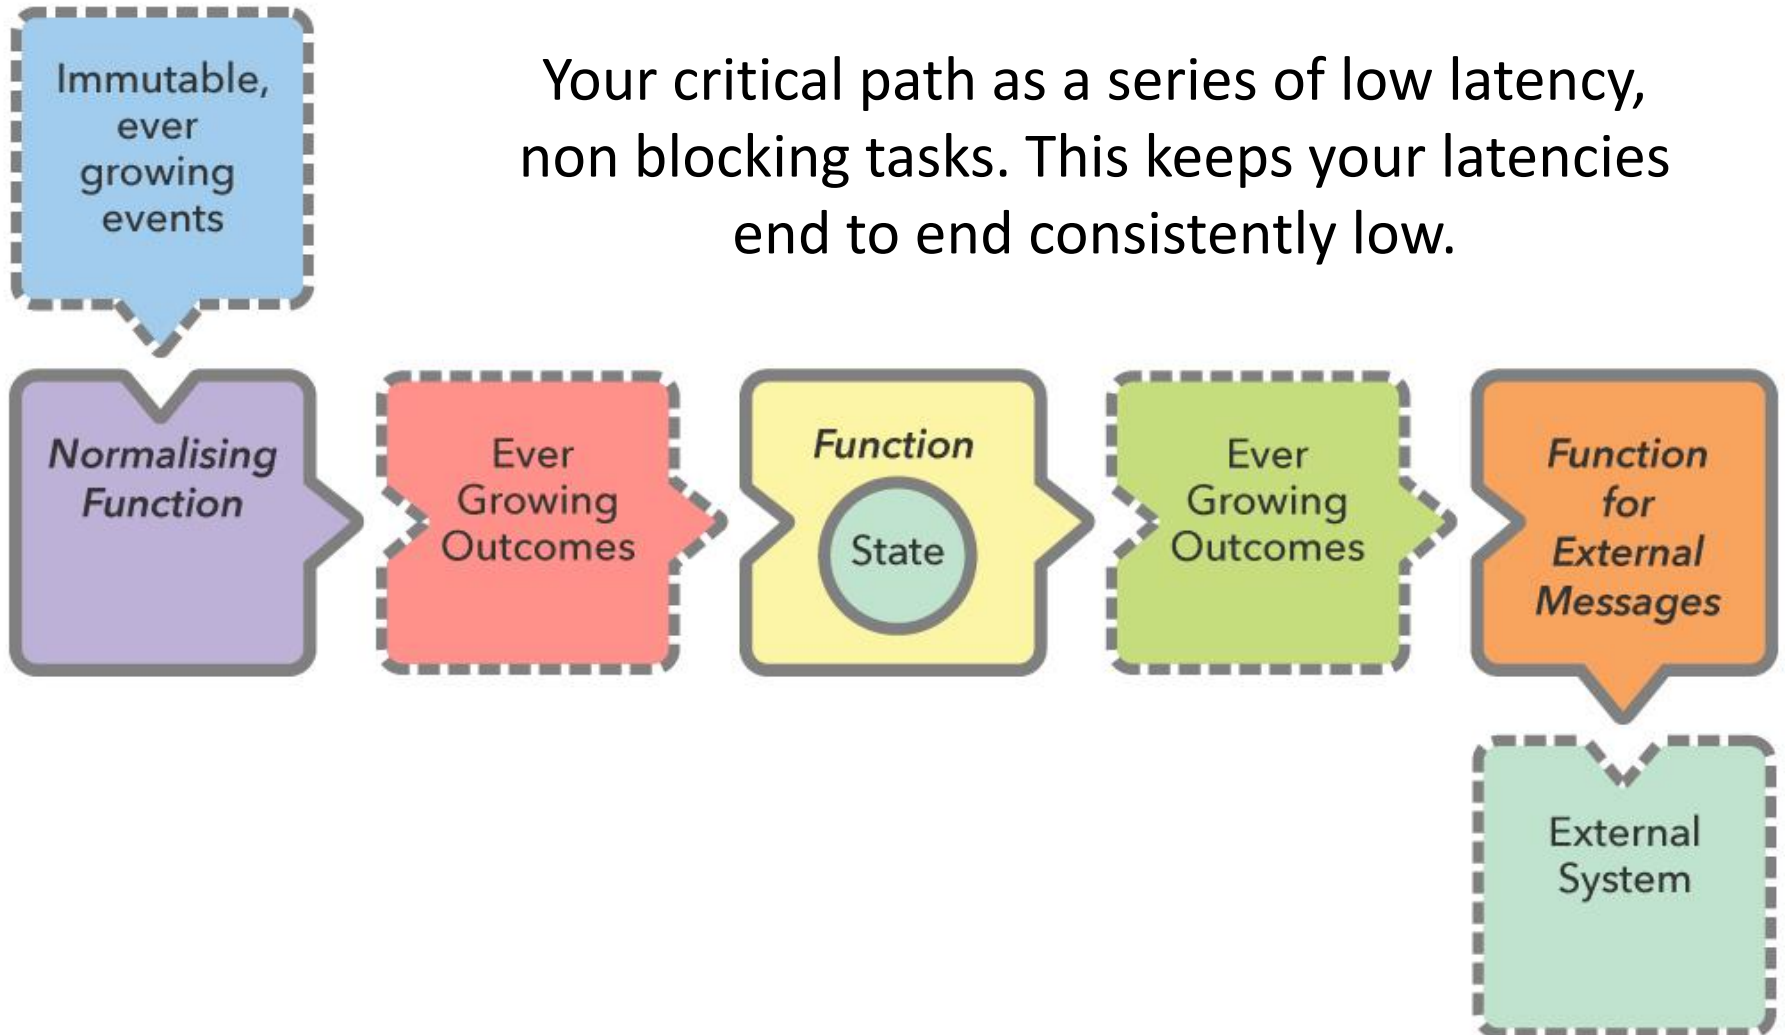 Immutable,
ever
growing
events
Your critical path as a series of low latency,
non blocking tasks. This keeps your latencies
end to end consistently low.
Normalising
Function
Ever
Growing
Outcomes
Function
State
Ever
Growing
Outcomes
Function
for
External
Messages
External
System